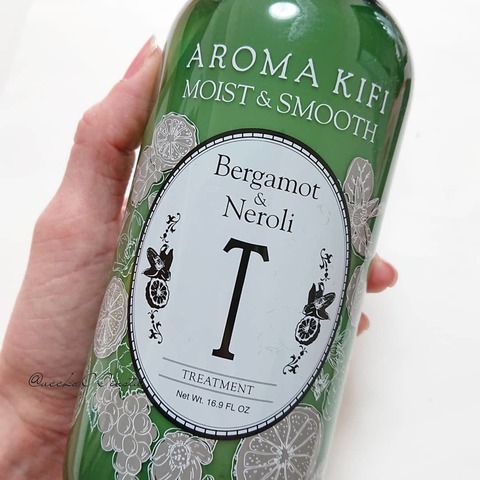 AROMA KIFI
MOIST & SMOOTH
Bergamot
&
Neroli
T
TREATMENT
Net Wt. 16.9 FL OZ